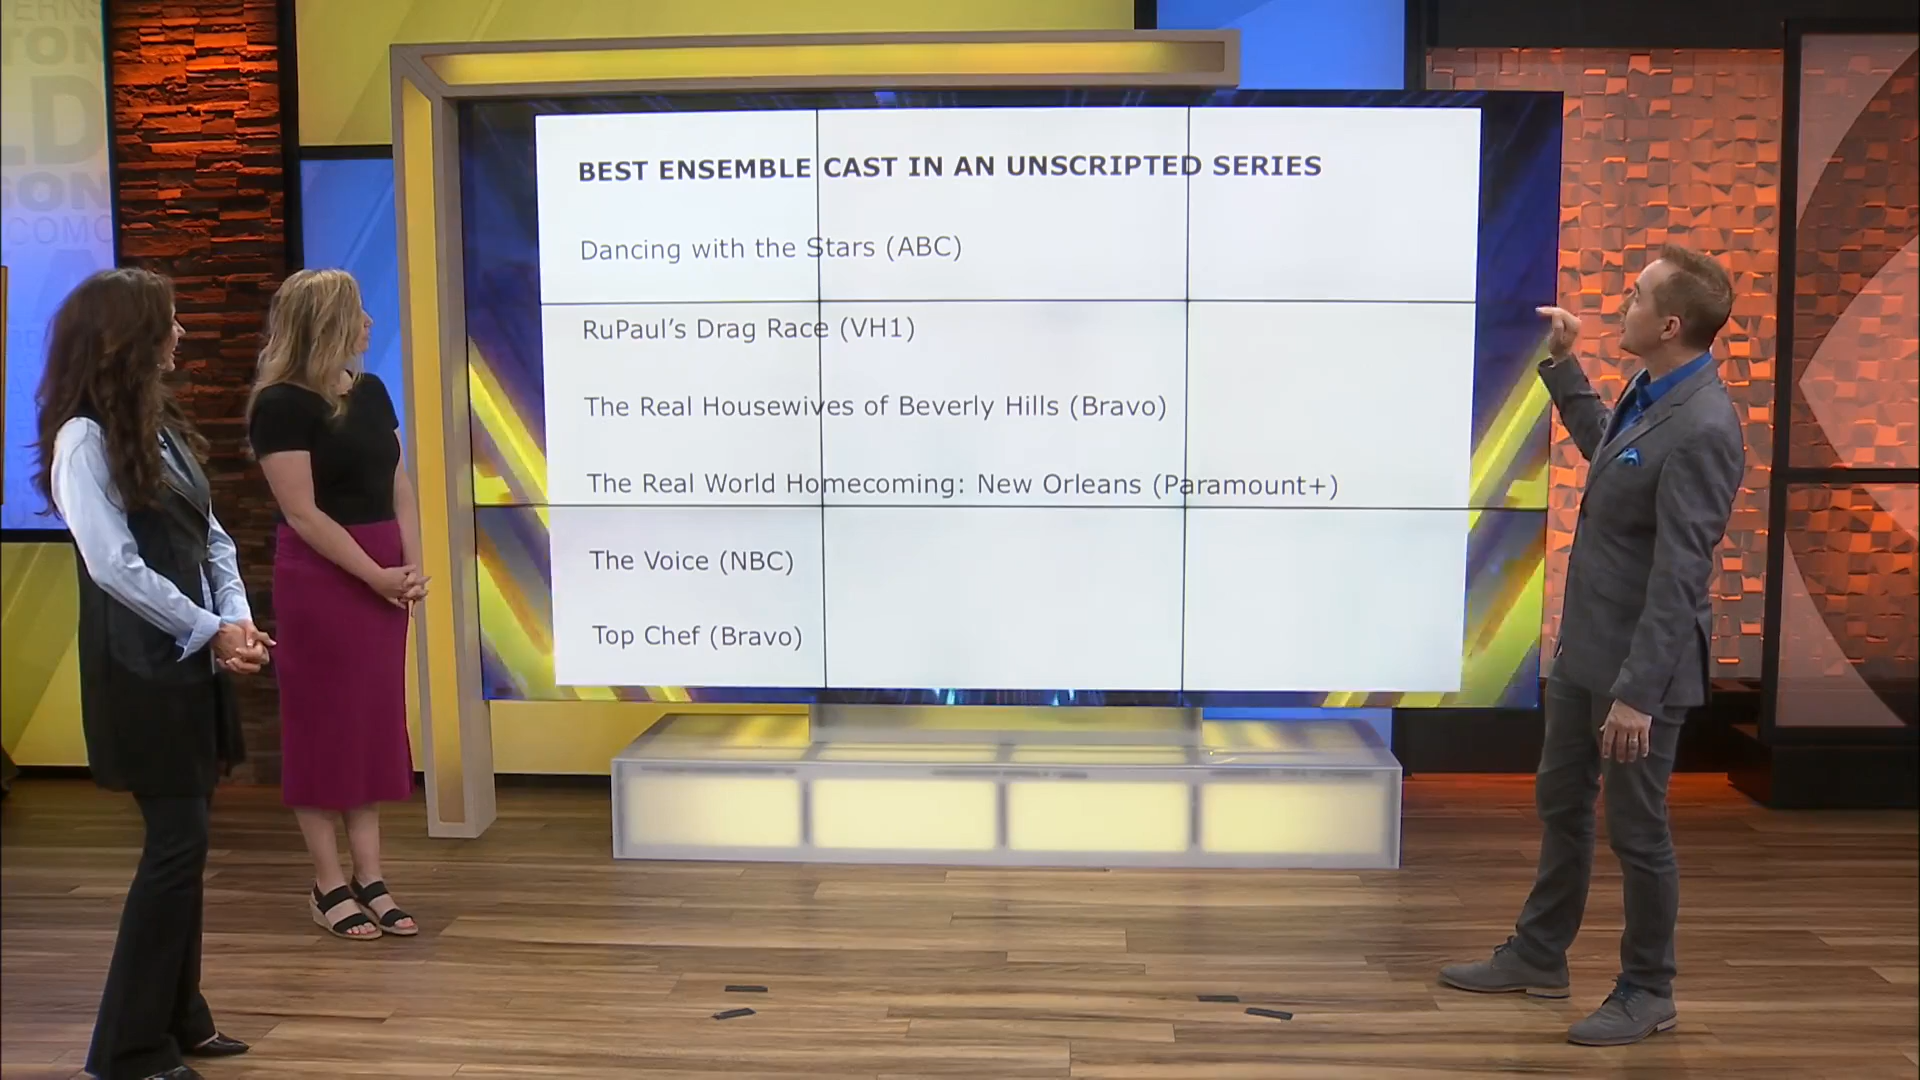 BEST ENSEMBLE CAST IN AN UNSCRIPTED SERIES
Dancing with the Stars (ABC)
RuPaul's Drag Race (VH1)
The Real Housewives of Beverly Hills (Bravo)
The Real World Homecoming: New Orleans (Paramount+)
The Voice (NBC)
Top Chef (Bravo)